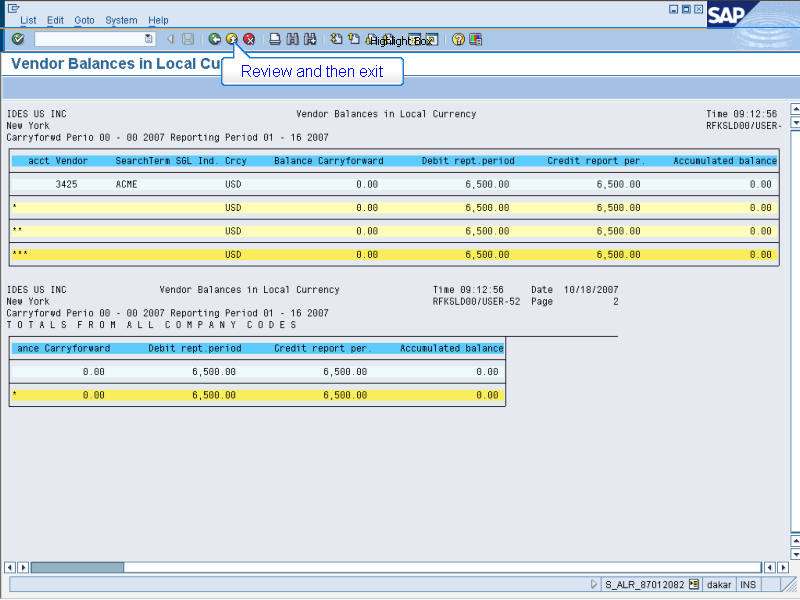 List Edit Goto System Help
SAP
Highlight Box
Vendor Balances in Local Cu
Review and then exit
IDES US INC Vendor Balances in Local Currency Time 09:12:56
New York RFKSLD00/USER-
Carryforwd Perio 00 - 00 2007 Reporting Period 01 - 16 2007
acct Vendor SearchTerm SGL Ind. Crcy Balance Carryforward Debit rept.period Credit report per. Accumulated balance
3425 ACME USD 0.00 6,500.00 6,500.00 0.00
* USD 0.00 6,500.00 6,500.00 0.00
** USD 0.00 6,500.00 6,500.00 0.00
*** USD 0.00 6,500.00 6,500.00 0.00
IDES US INC Vendor Balances in Local Currency Time 09:12:56 Date 10/18/2007
New York RFKSLD00/USER-52 Page 2
Carryforwd Perio 00 - 00 2007 Reporting Period 01 - 16 2007
T O T A L S F R O M A L L C O M P A N Y C O D E S
ance Carryforward Debit rept.period Credit report per. Accumulated balance
0.00 6,500.00 6,500.00 0.00
* 0.00 6,500.00 6,500.00 0.00
S_ALR_87012082 dakar INS